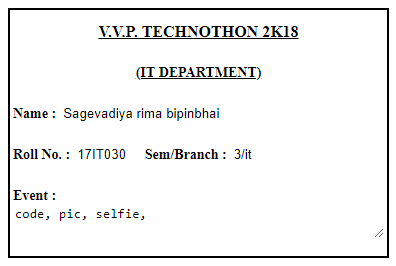 V.V.P. TECHNOTHON 2K18
(IT DEPARTMENT)
Name : Sagevadiya rima bipinbhai
Roll No. : 17IT030 Sem/Branch : 3/it
Event :
code, pic, selfie,